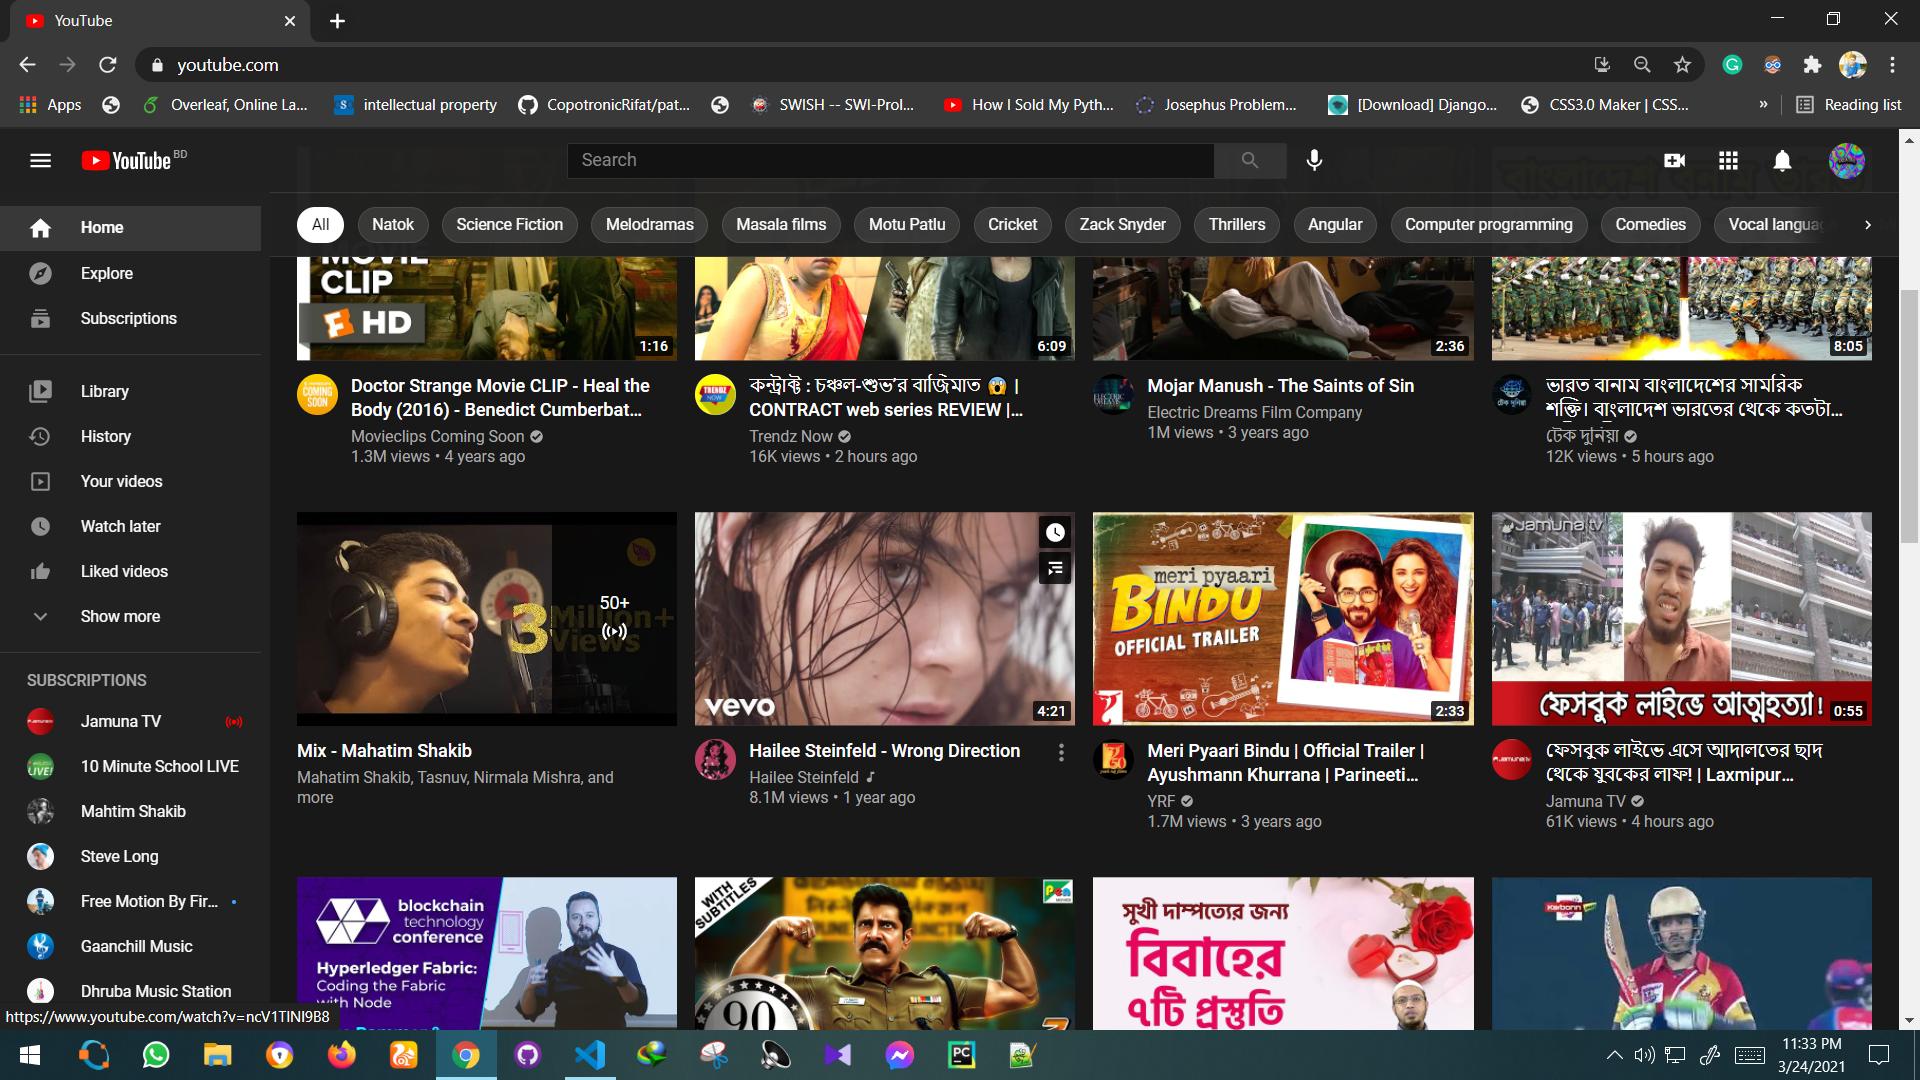 YouTube
youtube.com
Apps
Overleaf, Online La...
intellectual property
CopotronicRifat/pat...
SWISH -- SWI-Prol...
How I Sold My Pyth...
Josephus Problem...
[Download] Django...
CSS3.0 Maker | CSS...
»
Reading list
YouTube BD
Search
Home
Explore
Subscriptions
Library
History
Your videos
Watch later
Liked videos
Show more
SUBSCRIPTIONS
Jamuna TV
10 Minute School LIVE
Mahtim Shakib
Steve Long
Free Motion By Fir...
Gaanchill Music
Dhruba Music Station
https://www.youtube.com/watch?v=ncV1TINI9B8
All
Natok
Science Fiction
Melodramas
Masala films
Motu Patlu
Cricket
Zack Snyder
Thrillers
Angular
Computer programming
Comedies
Vocal langua
MOVIE
CLIP
HD
1:16
6:09
2:36
8:05
Doctor Strange Movie CLIP - Heal the
Body (2016) - Benedict Cumberbat...
Movieclips Coming Soon
1.3M views • 4 years ago
কন্ট্রাক্ট : চঞ্চল-শুভ’র বাজিমাত 😱 |
CONTRACT web series REVIEW |...
Trendz Now
16K views • 2 hours ago
Mojar Manush - The Saints of Sin
Electric Dreams Film Company
1M views • 3 years ago
ভারত বানাম বাংলাদেশের সামরিক
শক্তি। বাংলাদেশ ভারতের থেকে কতটা...
টেক দুনিয়া
12K views • 5 hours ago
3 Million+
Views
50+
vevo
4:21
meri pyaari
BINDU
OFFICIAL TRAILER
2:33
Jamuna tv
ফেসবুক লাইভে আত্মহত্যা!
0:55
Mix - Mahatim Shakib
Mahatim Shakib, Tasnuv, Nirmala Mishra, and
more
Hailee Steinfeld - Wrong Direction
Hailee Steinfeld
8.1M views • 1 year ago
Meri Pyaari Bindu | Official Trailer |
Ayushmann Khurrana | Parineeti...
YRF
1.7M views • 3 years ago
ফেসবুক লাইভে এসে আদালতের ছাদ
থেকে যুবকের লাফ! | Laxmipur...
Jamuna TV
61K views • 4 hours ago
blockchain
technology
conference
Hyperledger Fabric:
Coding the Fabric
with Node
WITH
SUBTITLES
Pen
90
সুখী দাম্পত্যের জন্য
বিবাহের
৭টি প্রস্তুতি
Karbonn
11:33 PM
3/24/2021